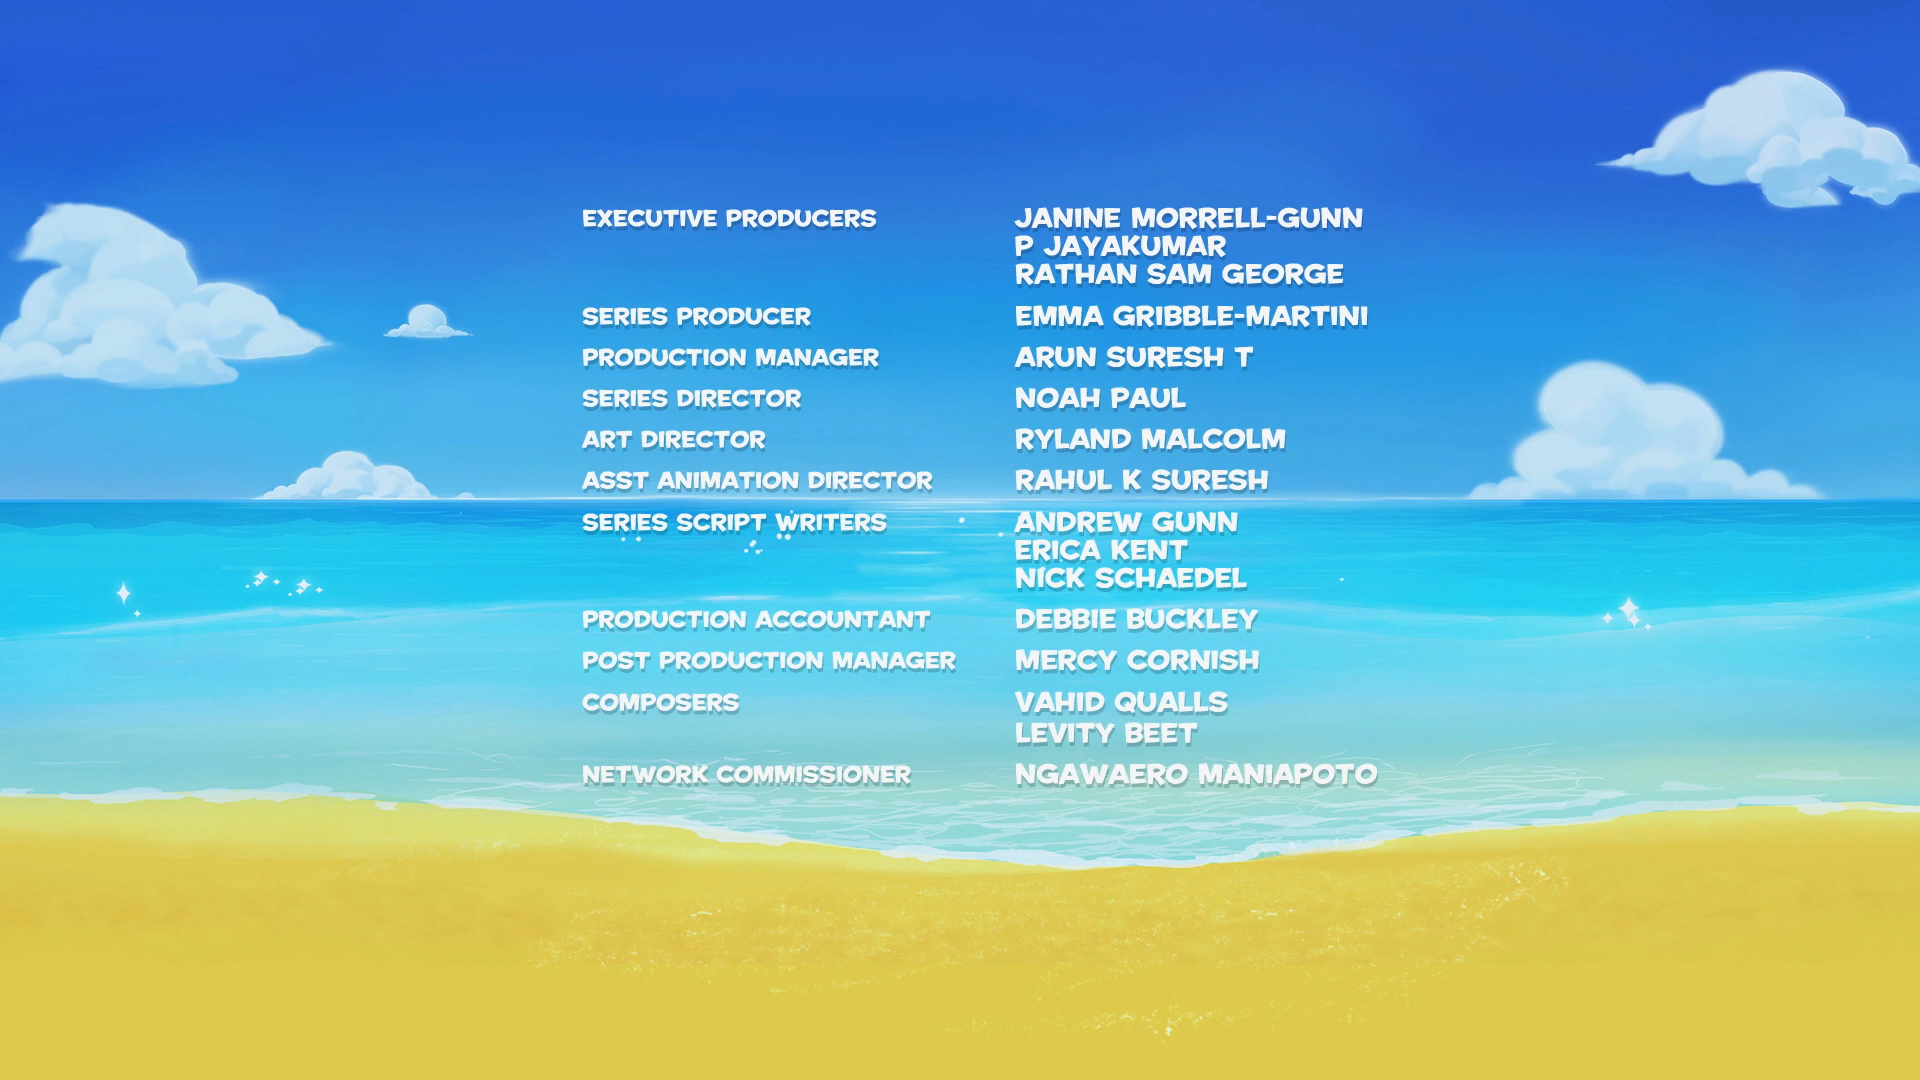 EXECUTIVE PRODUCERS JANINE MORRELL-GUNN
P JAYAKUMAR
RATHAN SAM GEORGE
SERIES PRODUCER EMMA GRIBBLE-MARTINI
PRODUCTION MANAGER ARUN SURESH T
SERIES DIRECTOR NOAH PAUL
ART DIRECTOR RYLAND MALCOLM
ASST ANIMATION DIRECTOR RAHUL K SURESH
SERIES SCRIPT WRITERS ANDREW GUNN
ERICA KENT
NICK SCHAEDEL
PRODUCTION ACCOUNTANT DEBBIE BUCKLEY
POST PRODUCTION MANAGER MERCY CORNISH
COMPOSERS VAHID QUALLS
LEVITY BEET
NETWORK COMMISSIONER NGAWAERO MANIAPOTO